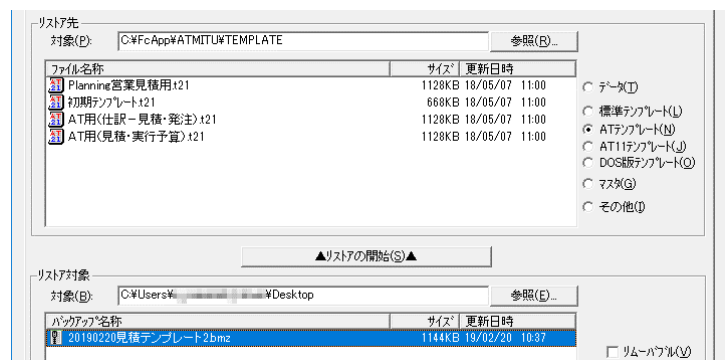 リストア先
対象(P): C:¥FcApp¥ATMITU¥TEMPLATE 参照(R)...
ファイル名称 サイズ 更新日時
Planning営業見積用.t21 1128KB 18/05/07 11:00
初期テンプレート.t21 668KB 18/05/07 11:00
AT用(仕訳－見積・発注).t21 1128KB 18/05/07 11:00
AT用(見積・実行予算).t21 1128KB 18/05/07 11:00
データ(T)
標準テンプレート(L)
ATテンプレート(N)
AT11テンプレート(J)
DOS版テンプレート(O)
マスタ(G)
その他(I)
▲リストアの開始(S)▲
リストア対象
対象(B): C:¥Users¥ ¥Desktop 参照(E)...
バックアップ名称 サイズ 更新日時
20190220見積テンプレート2.bmz 1144KB 19/02/20 10:37
リムーバブル(V)